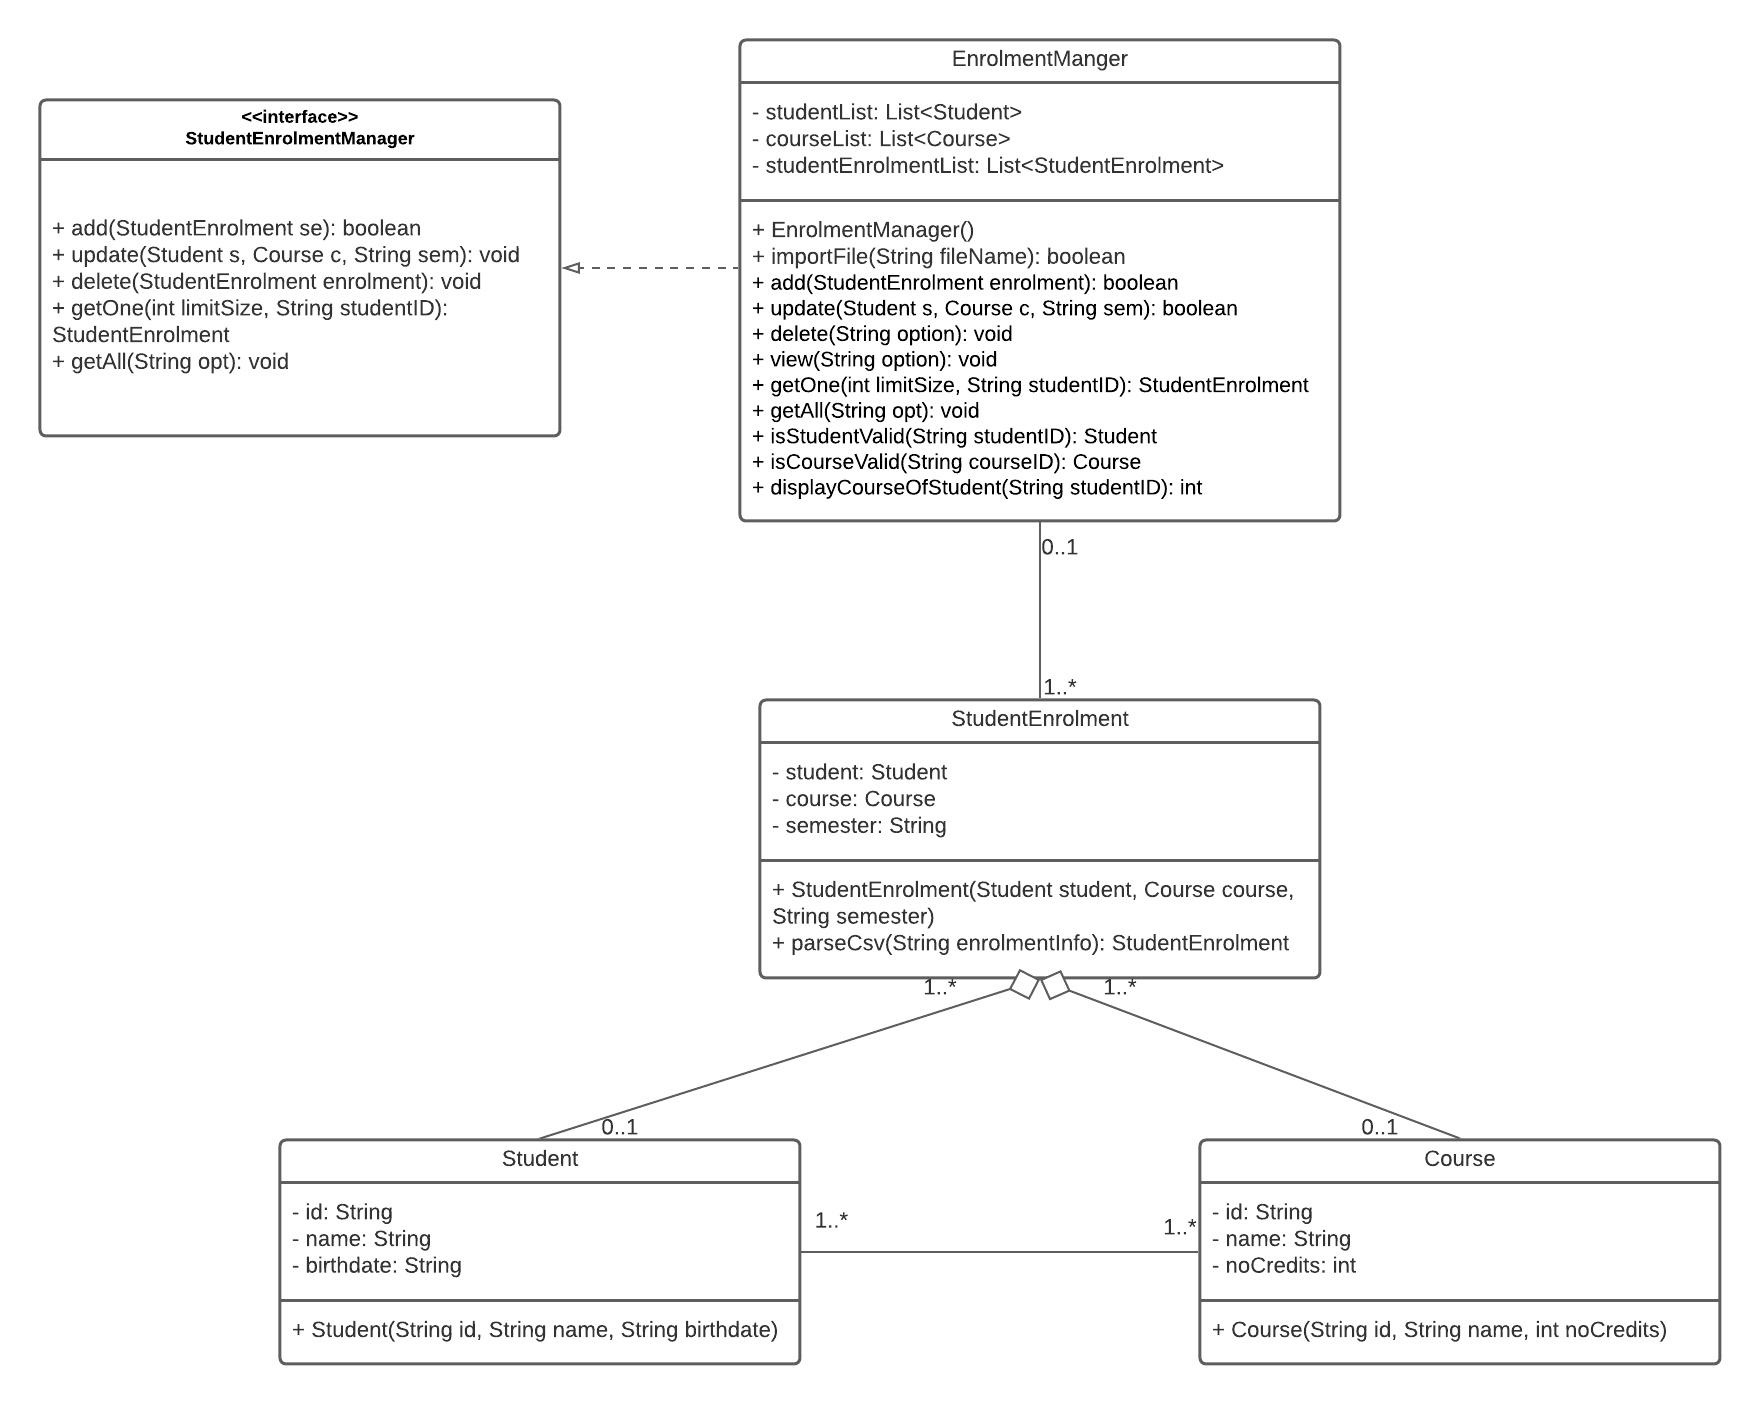 EnrolmentManger
- studentList: List<Student>
- courseList: List<Course>
- studentEnrolmentList: List<StudentEnrolment>
+ EnrolmentManager()
+ importFile(String fileName): boolean
+ add(StudentEnrolment enrolment): boolean
+ update(Student s, Course c, String sem): boolean
+ delete(String option): void
+ view(String option): void
+ getOne(int limitSize, String studentID): StudentEnrolment
+ getAll(String opt): void
+ isStudentValid(String studentID): Student
+ isCourseValid(String courseID): Course
+ displayCourseOfStudent(String studentID): int
<<interface>>
StudentEnrolmentManager
+ add(StudentEnrolment se): boolean
+ update(Student s, Course c, String sem): void
+ delete(StudentEnrolment enrolment): void
+ getOne(int limitSize, String studentID):
StudentEnrolment
+ getAll(String opt): void
0..1
1..*
StudentEnrolment
- student: Student
- course: Course
- semester: String
+ StudentEnrolment(Student student, Course course,
String semester)
+ parseCsv(String enrolmentInfo): StudentEnrolment
1..*
1..*
0..1
0..1
Student
- id: String
- name: String
- birthdate: String
+ Student(String id, String name, String birthdate)
1..*
1..*
Course
- id: String
- name: String
- noCredits: int
+ Course(String id, String name, int noCredits)